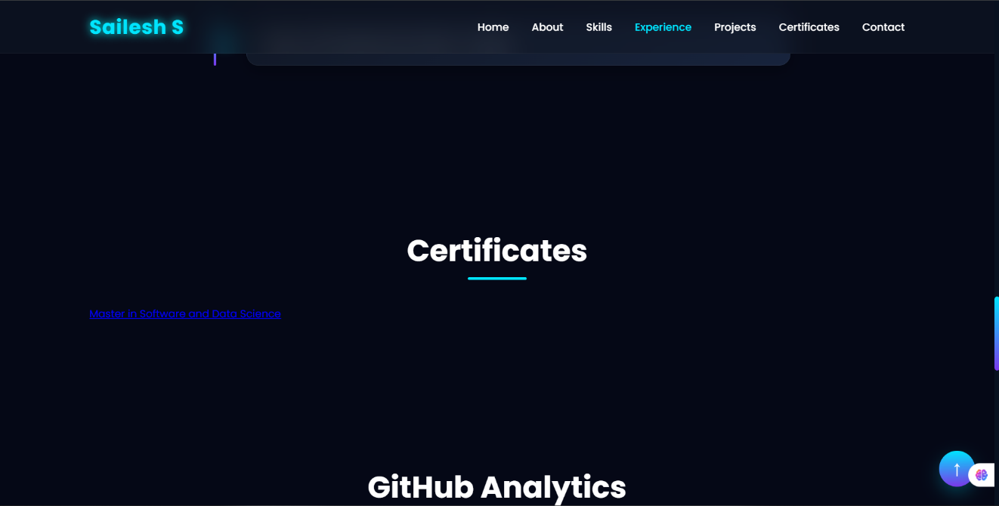 Sailesh S
Home About Skills Experience Projects Certificates Contact
Certificates
Master in Software and Data Science
GitHub Analytics
↑